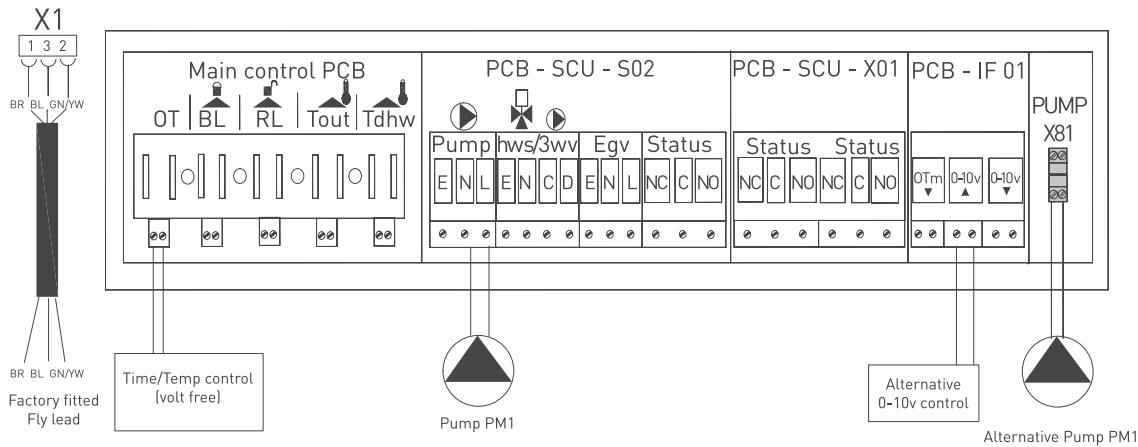 X1
1 3 2
BR BL GN/YW
BR BL GN/YW
Factory fitted
Fly lead
Main control PCB
OT BL RL Tout Tdhw
Time/Temp control
(volt free)
PCB - SCU - S02
Pump hws/3wv Egv Status
E N L E N C D E N L NC C NO
Pump PM1
PCB - SCU - X01
Status Status
NC C NO NC C NO
PCB - IF 01
OTm 0-10v 0-10v
Alternative
0-10v control
PUMP
X81
Alternative Pump PM1